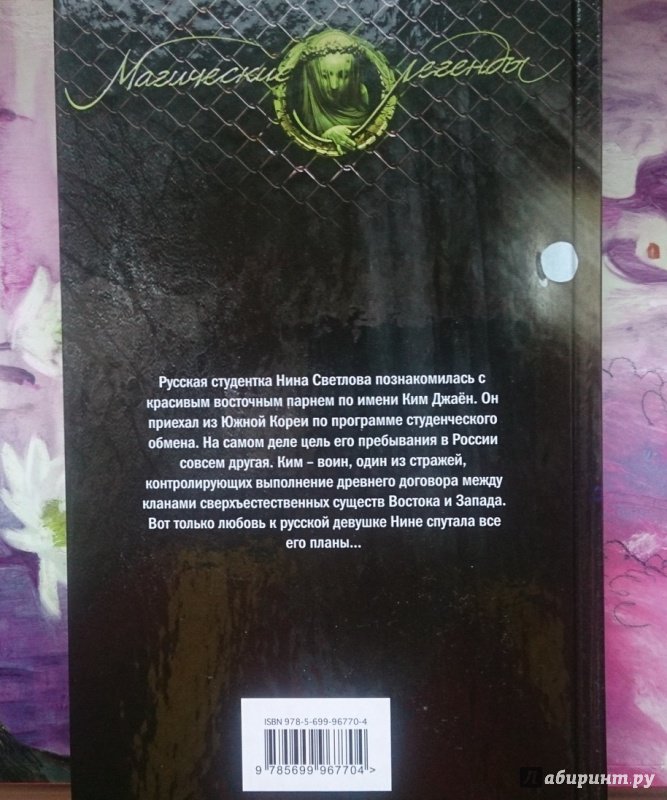 Магические легенды
Русская студентка Нина Светлова познакомилась с
красивым восточным парнем по имени Ким Джаён. Он
приехал из Южной Кореи по программе студенческого
обмена. На самом деле цель его пребывания в России
совсем другая. Ким – воин, один из стражей,
контролирующих выполнение древнего договора между
кланами сверхъестественных существ Востока и Запада.
Вот только любовь к русской девушке Нине спутала все
его планы...
ISBN 978-5-699-96770-4
9 785699 967704 >
Лабиринт.ру